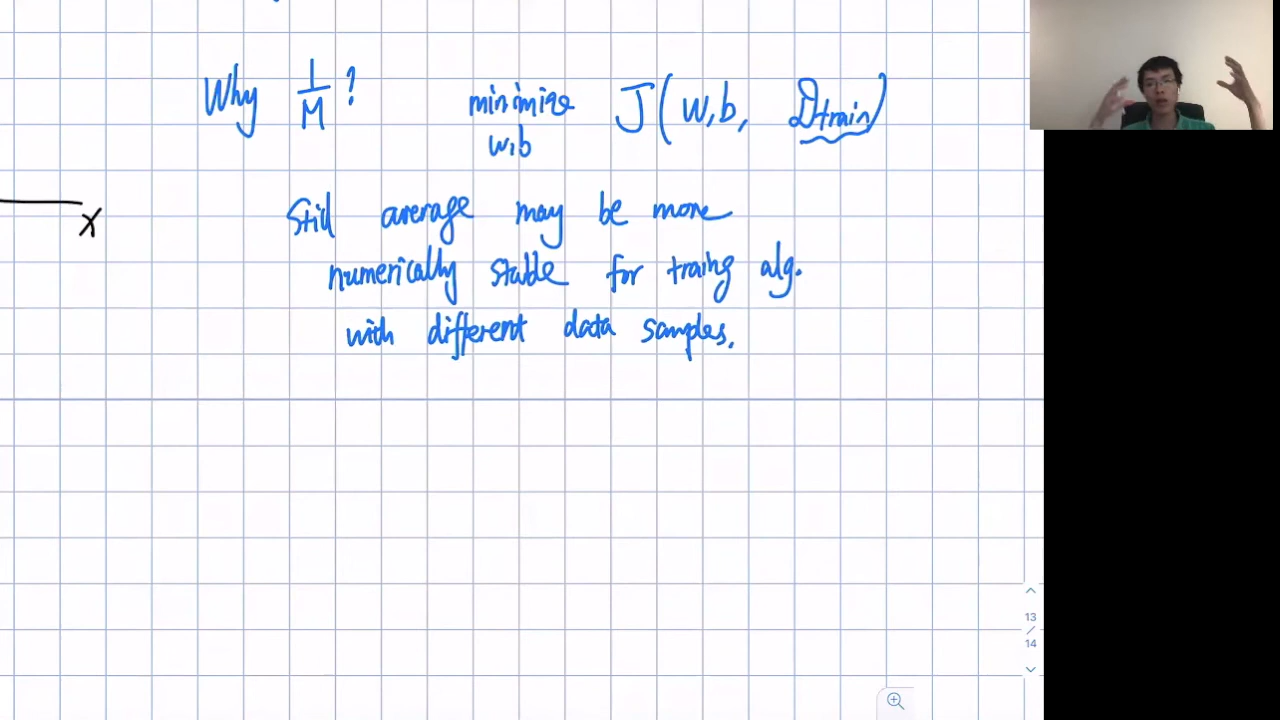 Why 1/M? minimize J(w,b, Dtrain)
w,b
X
Still average may be more
numerically stable for traing alg.
with different data samples.
13
/
14